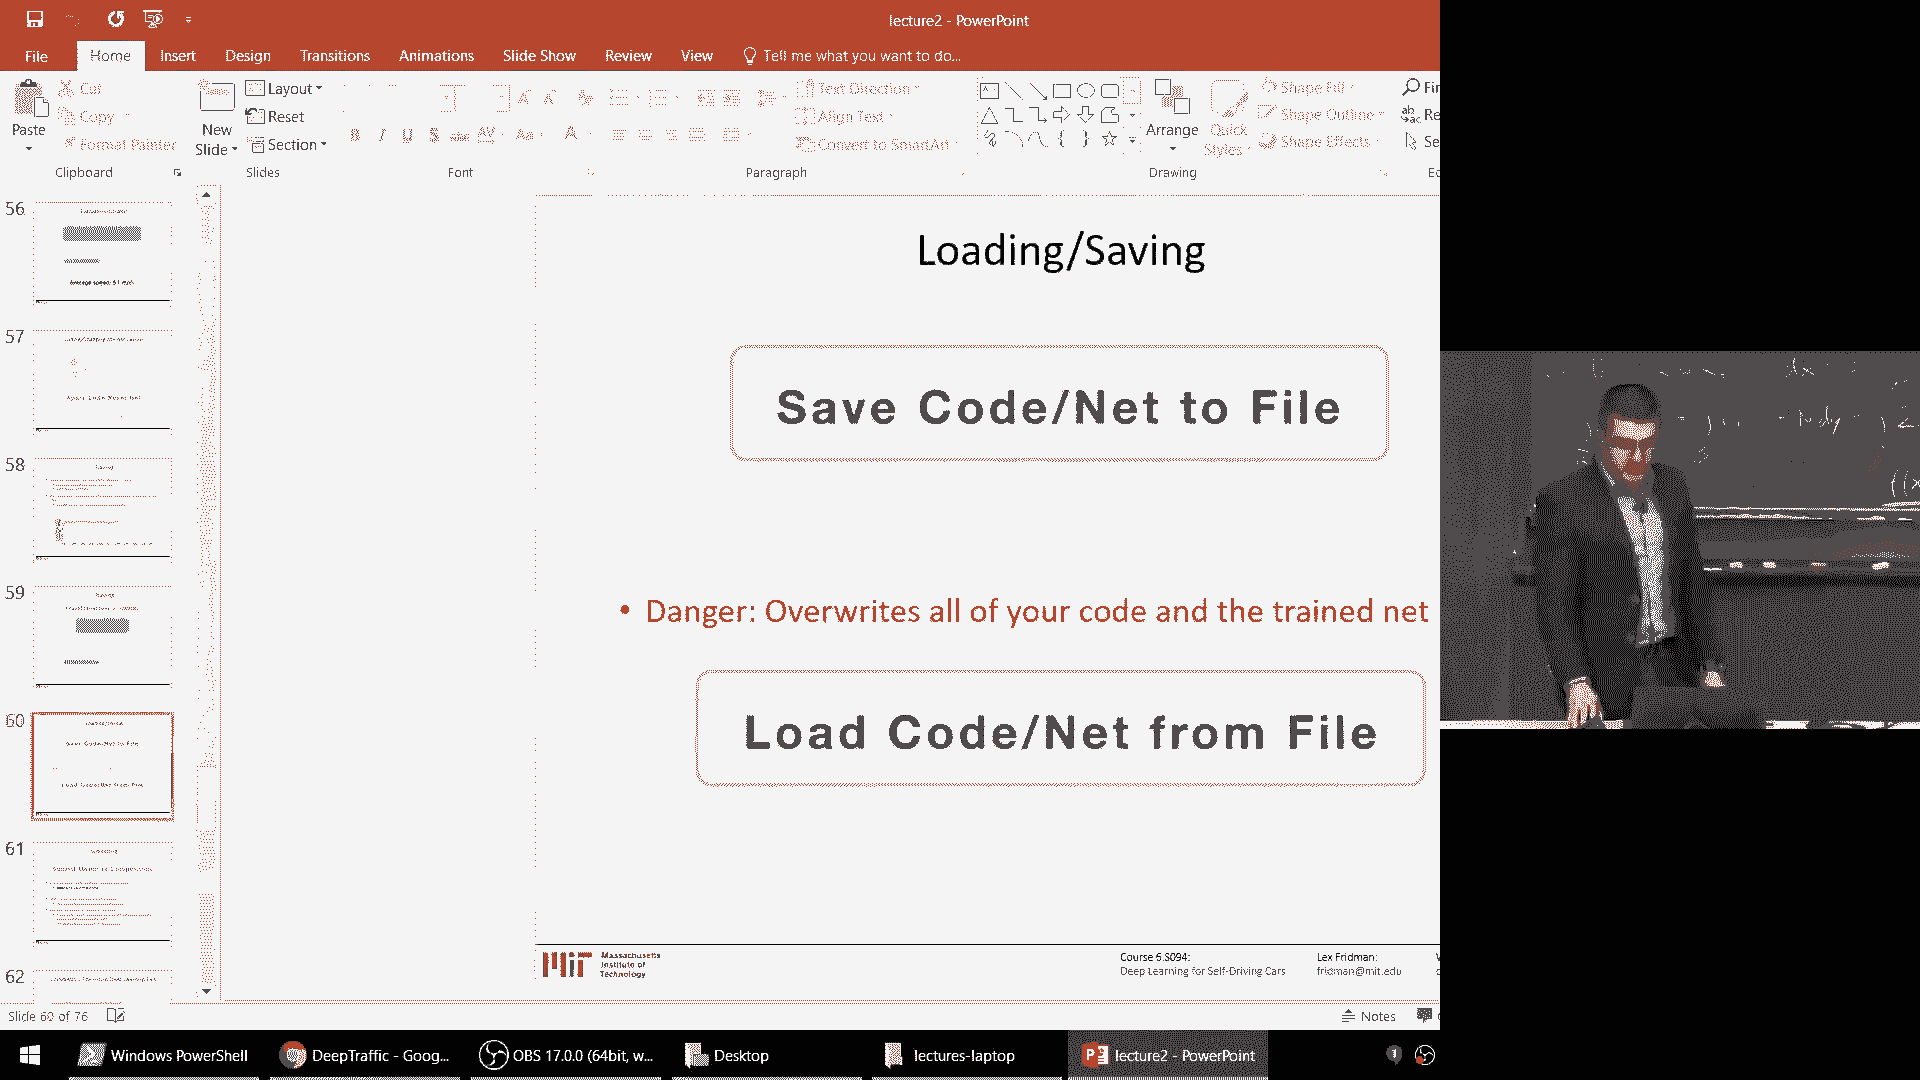 lecture2 - PowerPoint
File Home Insert Design Transitions Animations Slide Show Review View Tell me what you want to do...
Paste
Cut
Copy
Format Painter
Clipboard
New
Slide
Layout
Reset
Section
Slides
Font
Text Direction
Align Text
Convert to SmartArt
Paragraph
Arrange
Quick
Styles
Shape Fill
Shape Outline
Shape Effects
Drawing
Fin
Re
Se
56
57
58
59
60
61
62
Loading/Saving
Save Code/Net to File
• Danger: Overwrites all of your code and the trained net
Load Code/Net from File
Massachusetts
Institute of
Technology
Course 6.S094:
Deep Learning for Self-Driving Cars
Lex Fridman:
fridman@mit.edu
Slide 60 of 76
Notes
Windows PowerShell
DeepTraffic - Goog...
OBS 17.0.0 (64bit, w...
Desktop
lectures-laptop
lecture2 - PowerPoint
dx